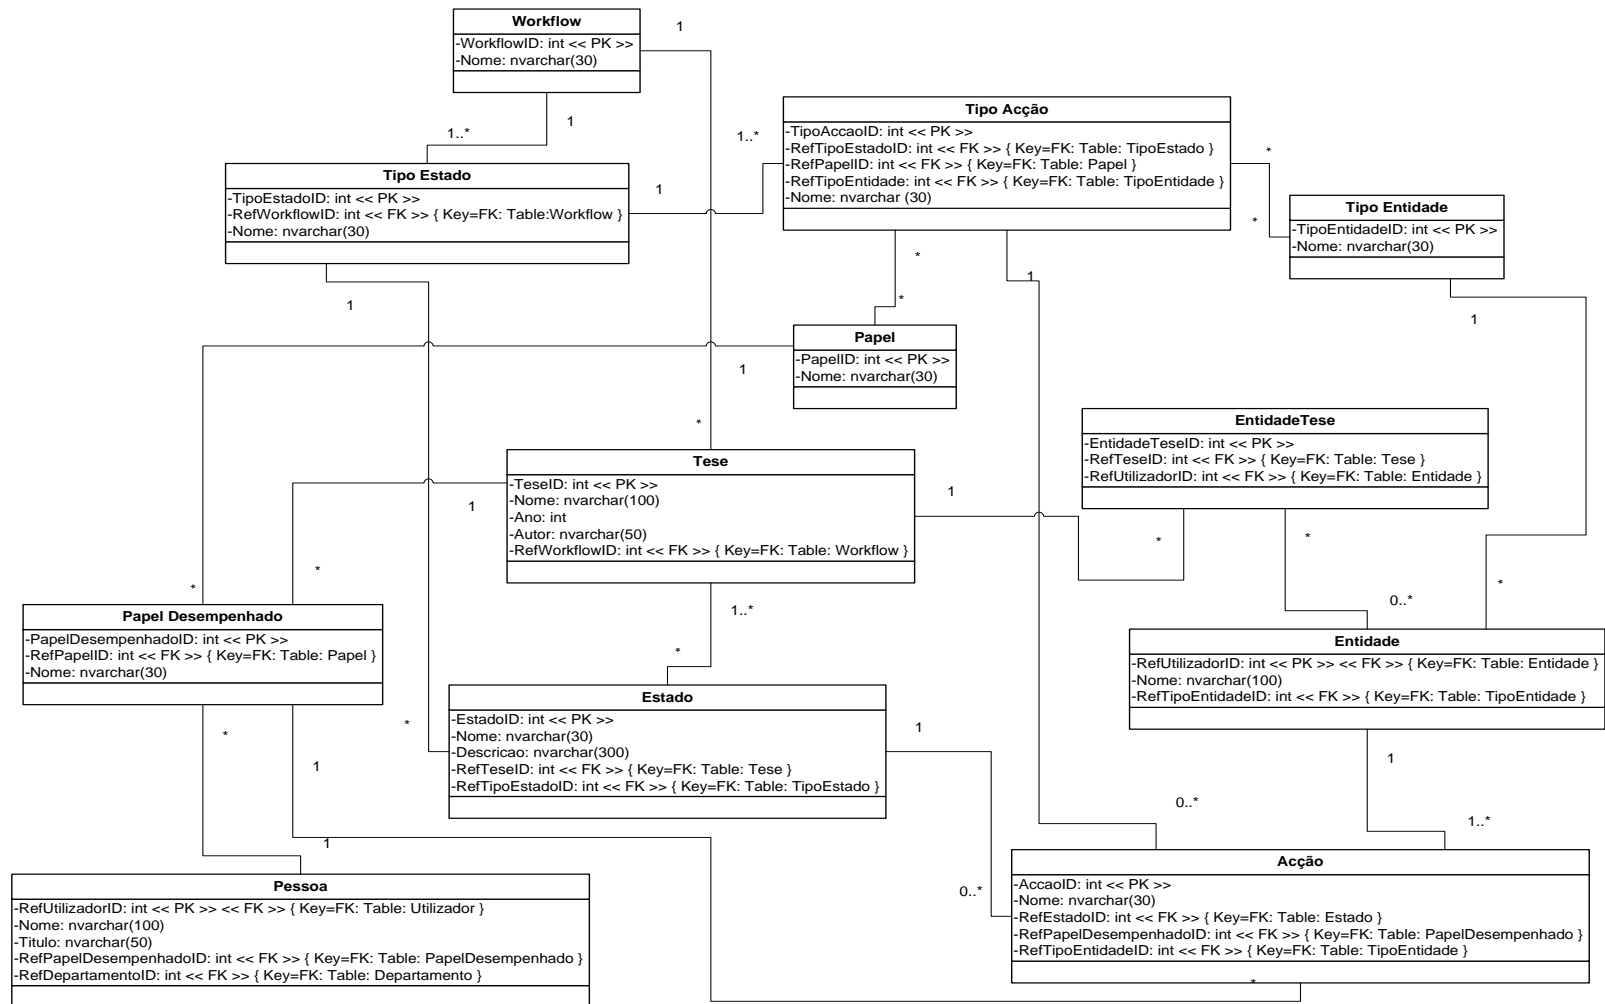 Workflow
-WorkflowID: int << PK >>
-Nome: nvarchar(30)
1
1
1..*
Tipo Acção
-TipoAccaoID: int << PK >>
-RefTipoEstadoID: int << FK >> { Key=FK: Table: TipoEstado }
-RefPapelID: int << FK >> { Key=FK: Table: Papel }
-RefTipoEntidade: int << FK >> { Key=FK: Table: TipoEntidade }
-Nome: nvarchar (30)
1..*
*
Tipo Estado
-TipoEstadoID: int << PK >>
-RefWorkflowID: int << FK >> { Key=FK: Table:Workflow }
-Nome: nvarchar(30)
1
*
Tipo Entidade
-TipoEntidadeID: int << PK >>
-Nome: nvarchar(30)
*
1
1
*
1
Papel
-PapelID: int << PK >>
-Nome: nvarchar(30)
1
*
EntidadeTese
-EntidadeTeseID: int << PK >>
-RefTeseID: int << FK >> { Key=FK: Table: Tese }
-RefUtilizadorID: int << FK >> { Key=FK: Table: Entidade }
Tese
-TeseID: int << PK >>
-Nome: nvarchar(100)
-Ano: int
-Autor: nvarchar(50)
-RefWorkflowID: int << FK >> { Key=FK: Table: Workflow }
1
1
*
*
*
*
*
1..*
0..*
Papel Desempenhado
-PapelDesempenhadoID: int << PK >>
-RefPapelID: int << FK >> { Key=FK: Table: Papel }
-Nome: nvarchar(30)
Entidade
-RefUtilizadorID: int << PK >> << FK >> { Key=FK: Table: Entidade }
-Nome: nvarchar(100)
-RefTipoEntidadeID: int << FK >> { Key=FK: Table: TipoEntidade }
*
Estado
-EstadoID: int << PK >>
-Nome: nvarchar(30)
-Descricao: nvarchar(300)
-RefTeseID: int << FK >> { Key=FK: Table: Tese }
-RefTipoEstadoID: int << FK >> { Key=FK: Table: TipoEstado }
*
*
1
1
1
0..*
1..*
1
0..*
Acção
-AccaoID: int << PK >>
-Nome: nvarchar(30)
-RefEstadoID: int << FK >> { Key=FK: Table: Estado }
-RefPapelDesempenhadoID: int << FK >> { Key=FK: Table: PapelDesempenhado }
-RefTipoEntidadeID: int << FK >> { Key=FK: Table: TipoEntidade }
*
Pessoa
-RefUtilizadorID: int << PK >> << FK >> { Key=FK: Table: Utilizador }
-Nome: nvarchar(100)
-Titulo: nvarchar(50)
-RefPapelDesempenhadoID: int << FK >> { Key=FK: Table: PapelDesempenhado }
-RefDepartamentoID: int << FK >> { Key=FK: Table: Departamento }